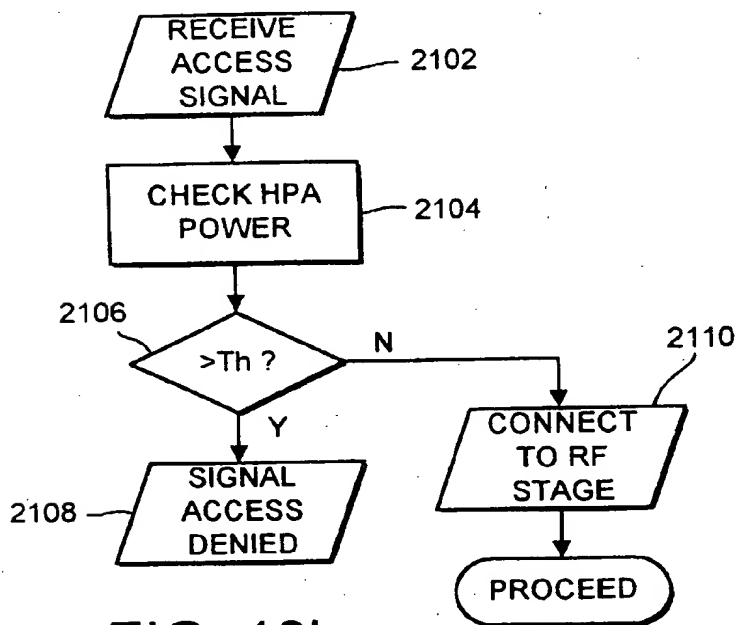 RECEIVE
ACCESS
SIGNAL
2102
CHECK HPA
POWER
2104
2106
>Th ?
N
2110
Y
CONNECT
TO RF
STAGE
SIGNAL
ACCESS
DENIED
2108
PROCEED